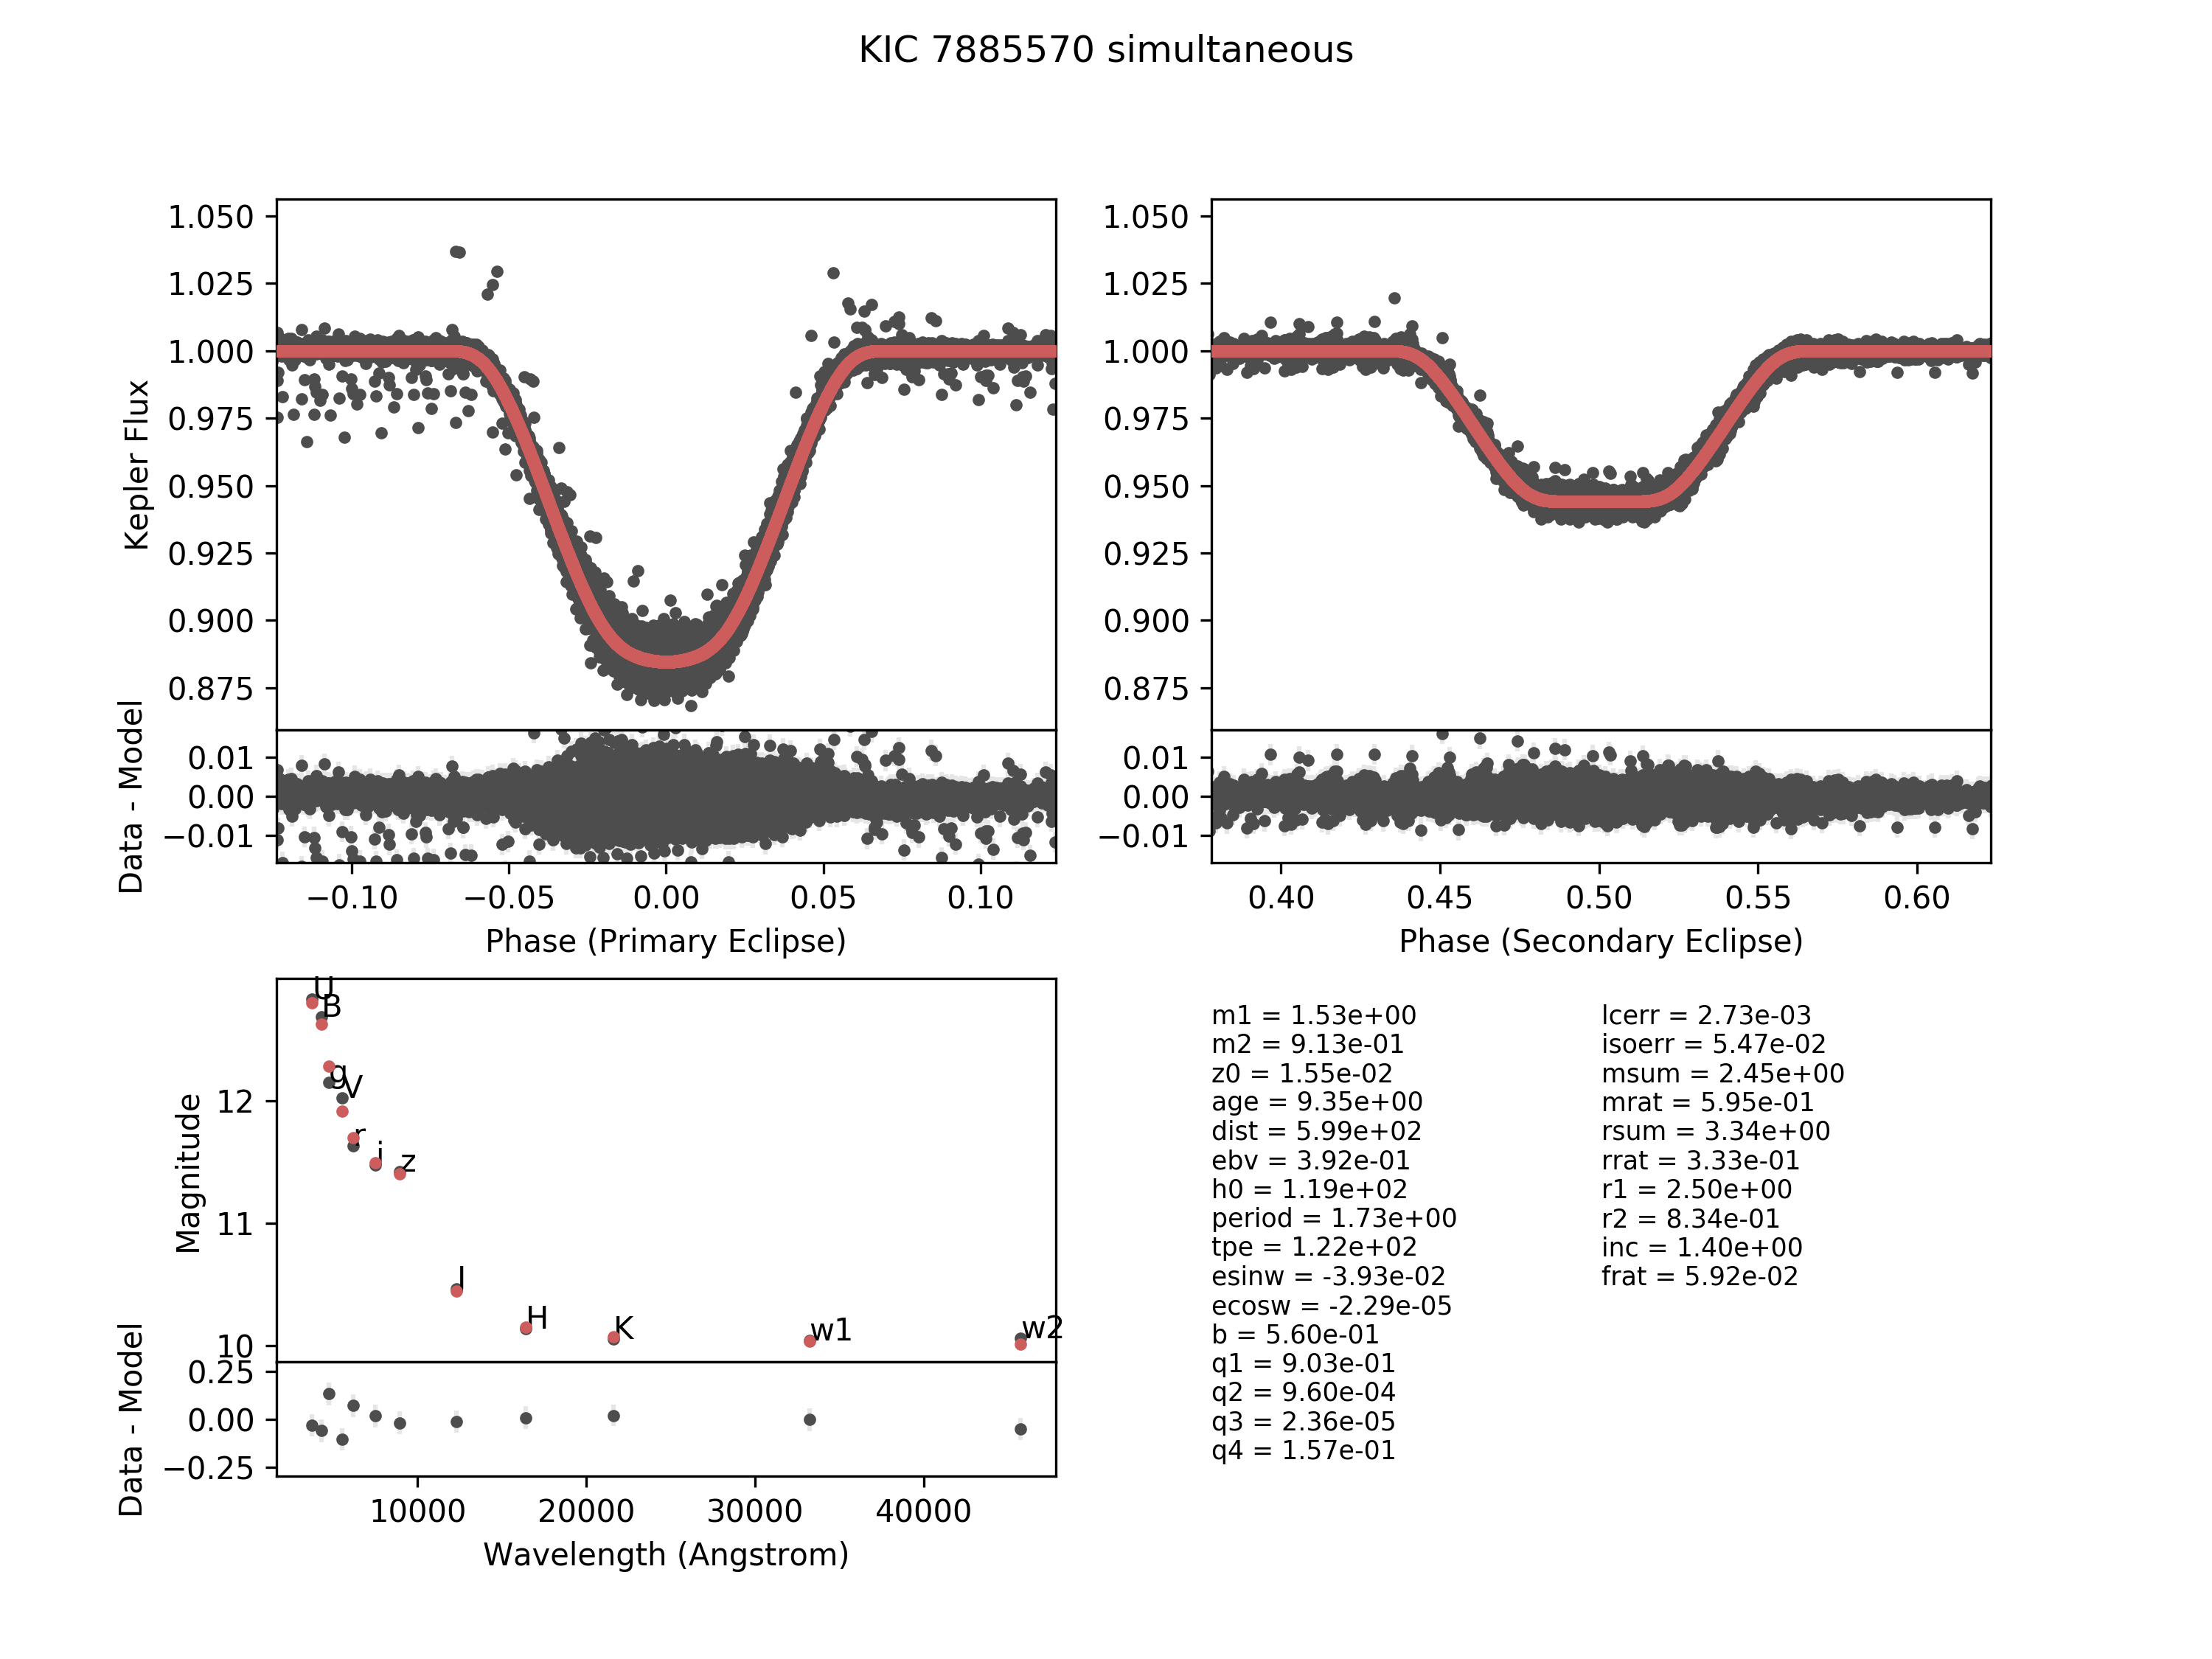 KIC 7885570 simultaneous
1.050
1.025
1.000
0.975
0.950
0.925
0.900
0.875
Kepler Flux
0.01
0.00
−0.01
Data - Model
−0.10
−0.05
0.00
0.05
0.10
Phase (Primary Eclipse)
1.050
1.025
1.000
0.975
0.950
0.925
0.900
0.875
0.01
0.00
−0.01
0.40
0.45
0.50
0.55
0.60
Phase (Secondary Eclipse)
12
11
10
Magnitude
U
B
g
V
r
i
z
J
H
K
w1
w2
0.25
0.00
−0.25
Data - Model
10000
20000
30000
40000
Wavelength (Angstrom)
m1 = 1.53e+00
m2 = 9.13e-01
z0 = 1.55e-02
age = 9.35e+00
dist = 5.99e+02
ebv = 3.92e-01
h0 = 1.19e+02
period = 1.73e+00
tpe = 1.22e+02
esinw = -3.93e-02
ecosw = -2.29e-05
b = 5.60e-01
q1 = 9.03e-01
q2 = 9.60e-04
q3 = 2.36e-05
q4 = 1.57e-01
lcerr = 2.73e-03
isoerr = 5.47e-02
msum = 2.45e+00
mrat = 5.95e-01
rsum = 3.34e+00
rrat = 3.33e-01
r1 = 2.50e+00
r2 = 8.34e-01
inc = 1.40e+00
frat = 5.92e-02